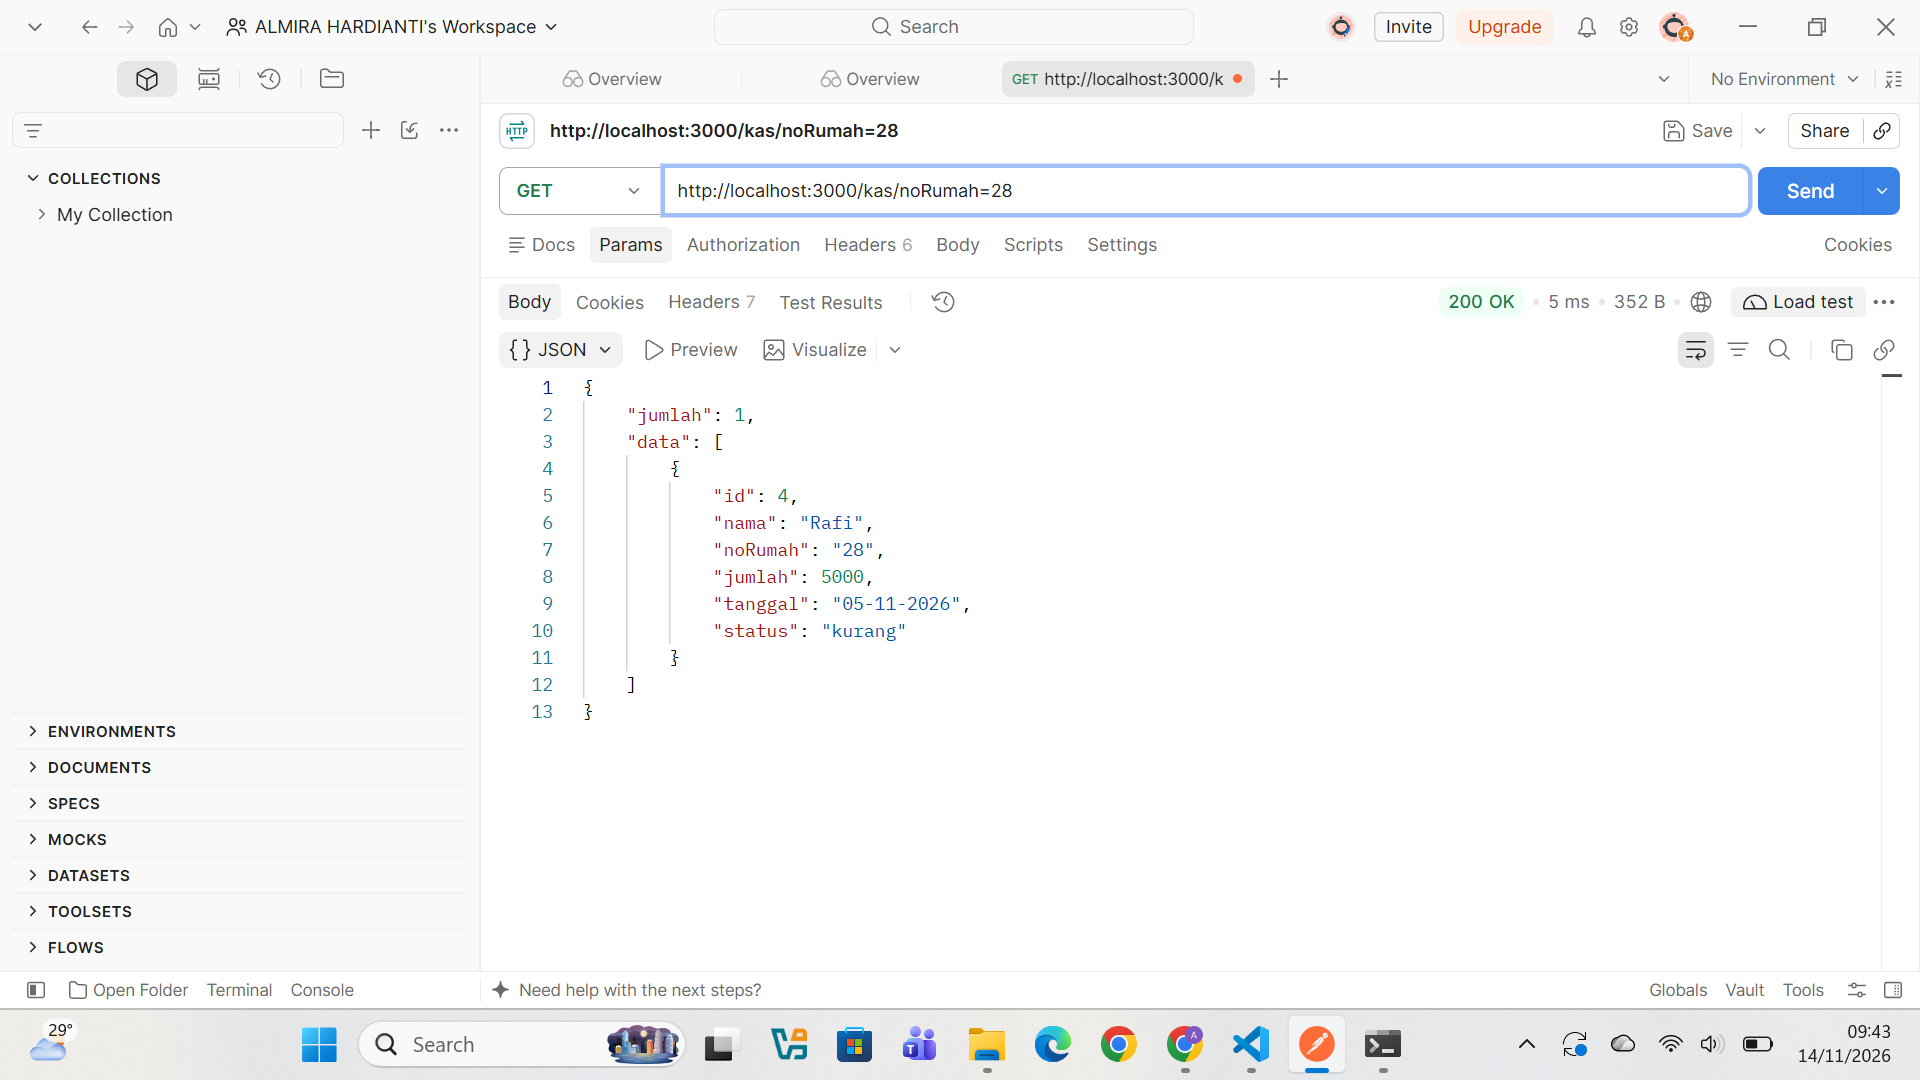 ALMIRA HARDIANTI's Workspace
Search
Invite
Upgrade
A
Overview
Overview
GET http://localhost:3000/k
No Environment
HTTP http://localhost:3000/kas/noRumah=28
Save
Share
COLLECTIONS
My Collection
GET
http://localhost:3000/kas/noRumah=28
Send
Docs
Params
Authorization
Headers 6
Body
Scripts
Settings
Cookies
Body
Cookies
Headers 7
Test Results
200 OK
5 ms
352 B
Load test
{} JSON
Preview
Visualize
1 {
2 "jumlah": 1,
3 "data": [
4 {
5 "id": 4,
6 "nama": "Rafi",
7 "noRumah": "28",
8 "jumlah": 5000,
9 "tanggal": "05-11-2026",
10 "status": "kurang"
11 }
12 ]
13 }
ENVIRONMENTS
DOCUMENTS
SPECS
MOCKS
DATASETS
TOOLSETS
FLOWS
Open Folder
Terminal
Console
Need help with the next steps?
Globals
Vault
Tools
29°
Search
A
09:43
14/11/2026